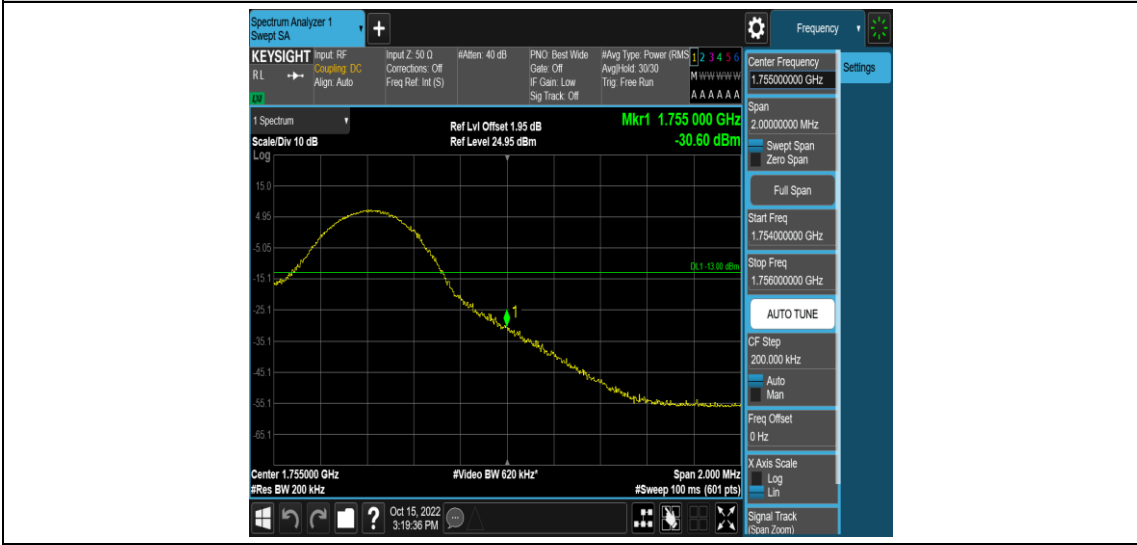 Spectrum Analyzer 1
Swept SA
+
Frequency
KEYSIGHT
RL
Input: RF
Coupling: DC
Align: Auto
Input Z: 50 Ω
Corrections: Off
Freq Ref: Int (S)
#Atten: 40 dB
PNO: Best Wide
Gate: Off
IF Gain: Low
Sig Track: Off
#Avg Type: Power (RMS
Avg|Hold: 30/30
Trig: Free Run
1 2 3 4 5 6
M W W W W W
A A A A A A
1 Spectrum
Scale/Div 10 dB
Log
Ref Lvl Offset 1.95 dB
Ref Level 24.95 dBm
Mkr1 1.755 000 GHz
-30.60 dBm
15.0
4.95
-5.05
-15.1
-25.1
-35.1
-45.1
-55.1
-65.1
DL1 -13.00 dBm
1
Center 1.755000 GHz
#Res BW 200 kHz
#Video BW 620 kHz*
Span 2.000 MHz
#Sweep 100 ms (601 pts)
?
Oct 15, 2022
3:19:36 PM
Center Frequency
1.755000000 GHz
Settings
Span
2.00000000 MHz
Swept Span
Zero Span
Full Span
Start Freq
1.754000000 GHz
Stop Freq
1.756000000 GHz
AUTO TUNE
CF Step
200.000 kHz
Auto
Man
Freq Offset
0 Hz
X Axis Scale
Log
Lin
Signal Track
(Span Zoom)